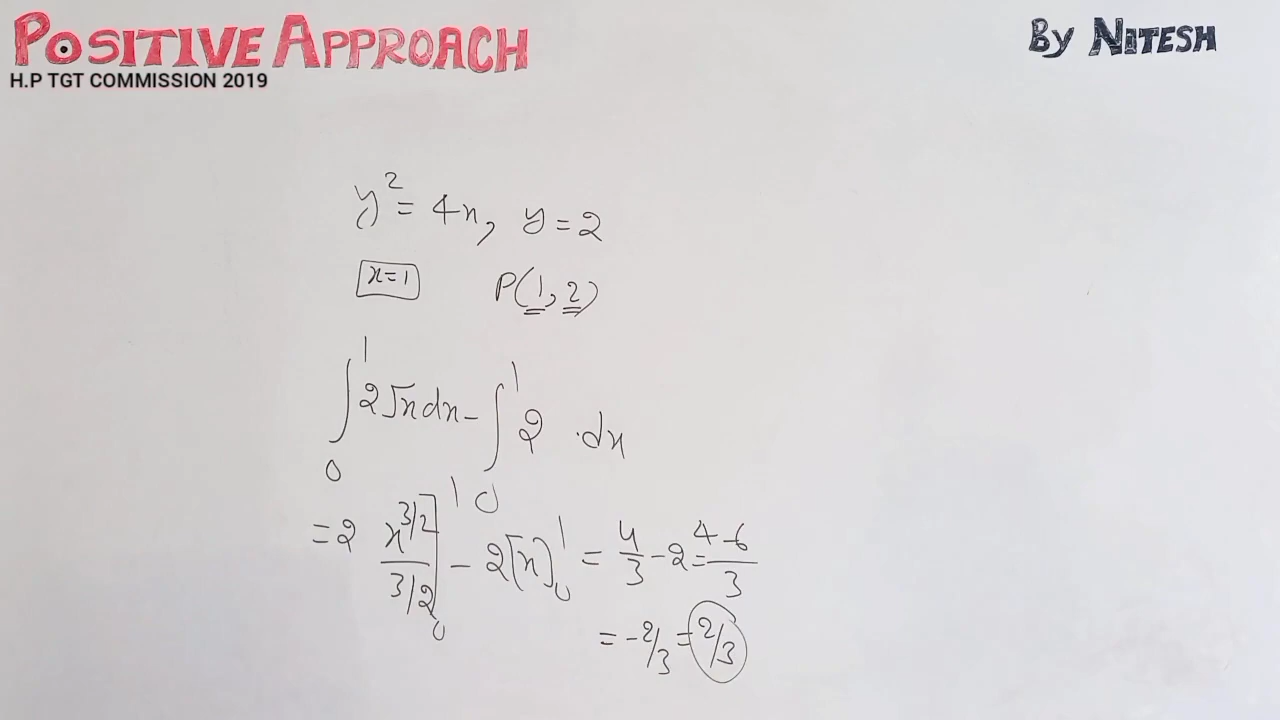 POSITIVE APPROACH
By NITESH
H.P TGT COMMISSION 2019
y² = 4x, y = 2
x=1 P(1, 2)
∫₀¹ 2√x dx - ∫₀¹ 2 .dx
= 2 x^3/2 / 3/2]₀¹ - 2[x]₀¹ = 4/3 - 2 = 4-6/3
= -2/3 = 2/3